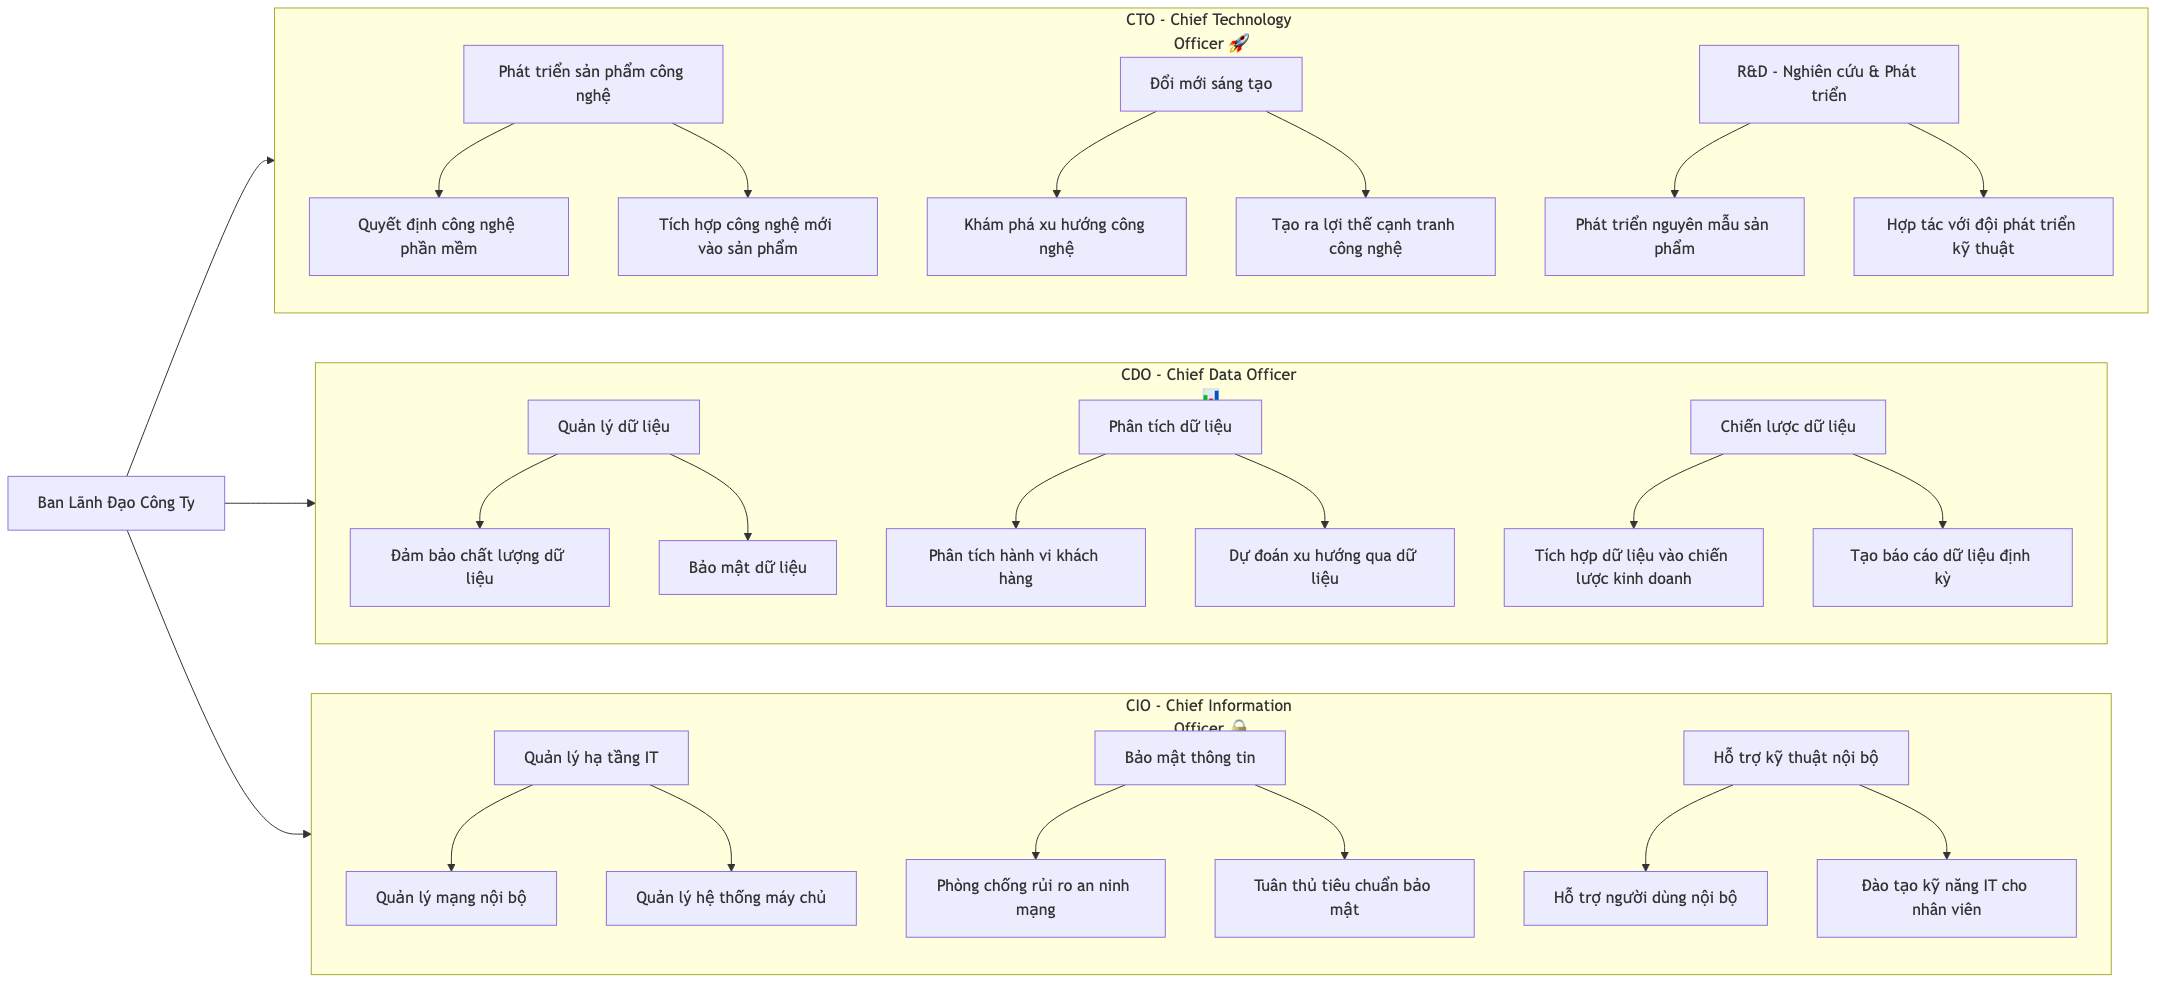 CTO - Chief Technology
Officer 🚀
Phát triển sản phẩm công
nghệ
Đổi mới sáng tạo
R&D - Nghiên cứu & Phát
triển
Quyết định công nghệ
phần mềm
Tích hợp công nghệ mới
vào sản phẩm
Khám phá xu hướng công
nghệ
Tạo ra lợi thế cạnh tranh
công nghệ
Phát triển nguyên mẫu sản
phẩm
Hợp tác với đội phát triển
kỹ thuật
Ban Lãnh Đạo Công Ty
CDO - Chief Data Officer
📊
Quản lý dữ liệu
Phân tích dữ liệu
Chiến lược dữ liệu
Đảm bảo chất lượng dữ
liệu
Bảo mật dữ liệu
Phân tích hành vi khách
hàng
Dự đoán xu hướng qua dữ
liệu
Tích hợp dữ liệu vào chiến
lược kinh doanh
Tạo báo cáo dữ liệu định
kỳ
CIO - Chief Information
Officer 🔒
Quản lý hạ tầng IT
Bảo mật thông tin
Hỗ trợ kỹ thuật nội bộ
Quản lý mạng nội bộ
Quản lý hệ thống máy chủ
Phòng chống rủi ro an ninh
mạng
Tuân thủ tiêu chuẩn bảo
mật
Hỗ trợ người dùng nội bộ
Đào tạo kỹ năng IT cho
nhân viên